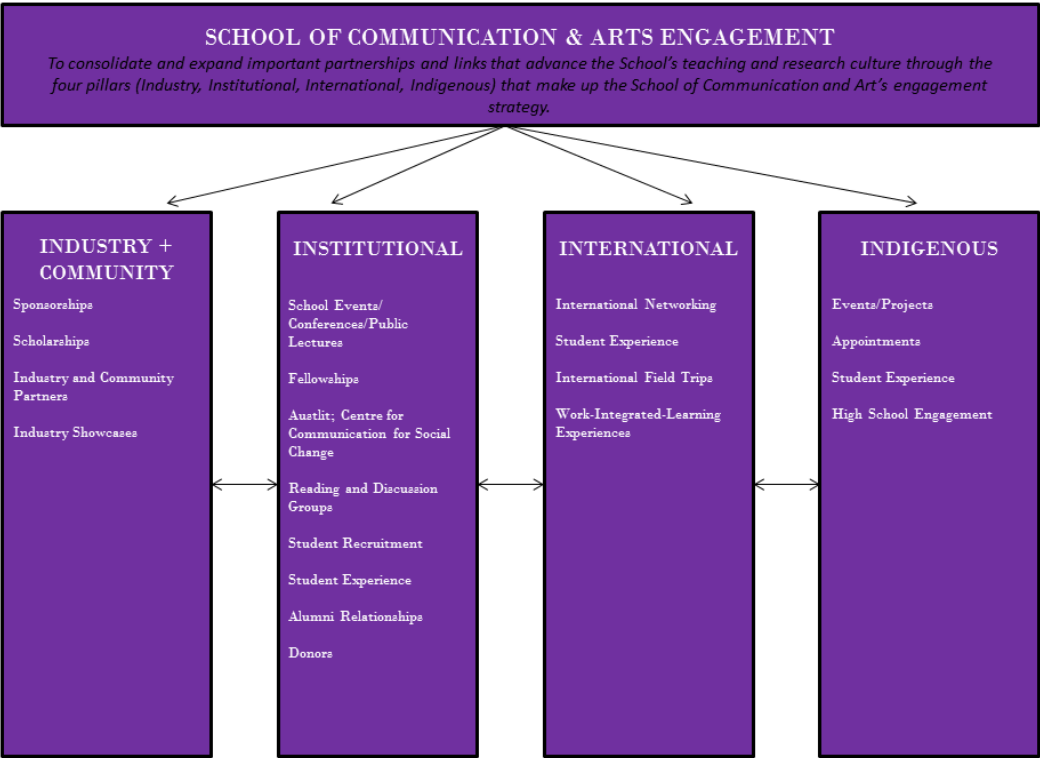 SCHOOL OF COMMUNICATION & ARTS ENGAGEMENT
To consolidate and expand important partnerships and links that advance the School's teaching and research culture through the
four pillars (Industry, Institutional, International, Indigenous) that make up the School of Communication and Art's engagement
strategy.
INDUSTRY +
COMMUNITY
Sponsorships
Scholarships
Industry and Community
Partners
Industry Showcases
INSTITUTIONAL
School Events/
Conferences/Public
Lectures
Fellowships
Austlit; Centre for
Communication for Social
Change
Reading and Discussion
Groups
Student Recruitment
Student Experience
Alumni Relationships
Donors
INTERNATIONAL
International Networking
Student Experience
International Field Trips
Work-Integrated-Learning
Experiences
INDIGENOUS
Events/Projects
Appointments
Student Experience
High School Engagement